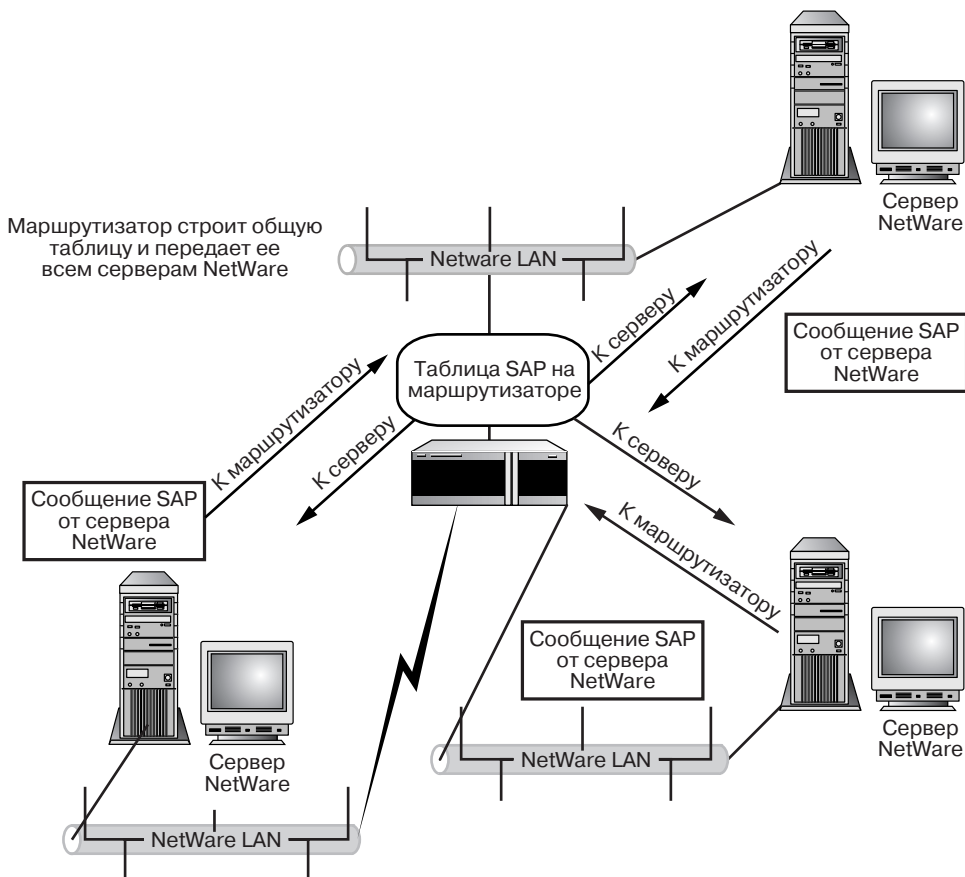 Сервер
NetWare
Маршрутизатор строит общую
таблицу и передает ее
всем серверам NetWare
Netware LAN
К серверу
К маршрутизатору
Сообщение SAP
от сервера
NetWare
Таблица SAP на
маршрутизаторе
К маршрутизатору
К серверу
К серверу
Сообщение SAP
от сервера
NetWare
К маршрутизатору
Сообщение SAP
от сервера
NetWare
Сервер
NetWare
NetWare LAN
Сервер
NetWare
NetWare LAN